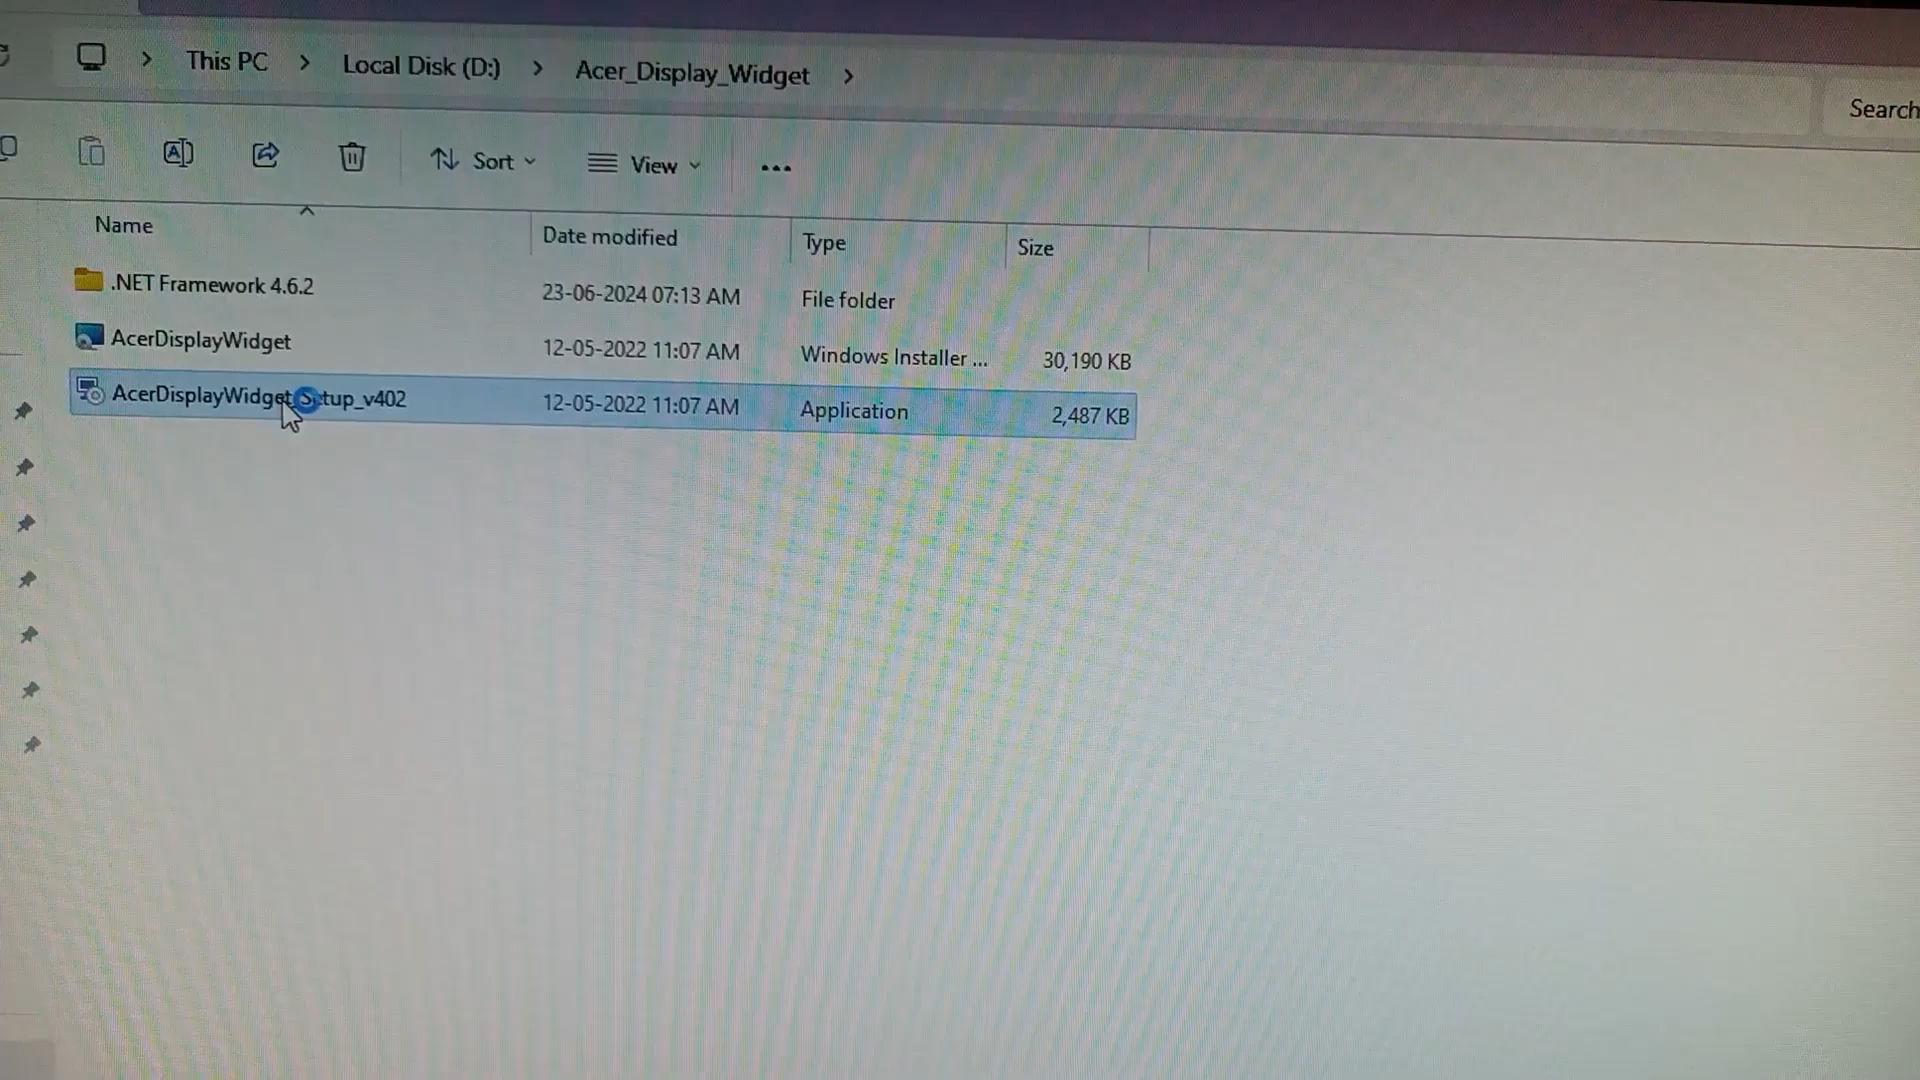 This PC > Local Disk (D:) > Acer_Display_Widget >
Search
Sort View ...
Name Date modified Type Size
.NET Framework 4.6.2 23-06-2024 07:13 AM File folder
AcerDisplayWidget 12-05-2022 11:07 AM Windows Installer ... 30,190 KB
AcerDisplayWidget Setup_v402 12-05-2022 11:07 AM Application 2,487 KB